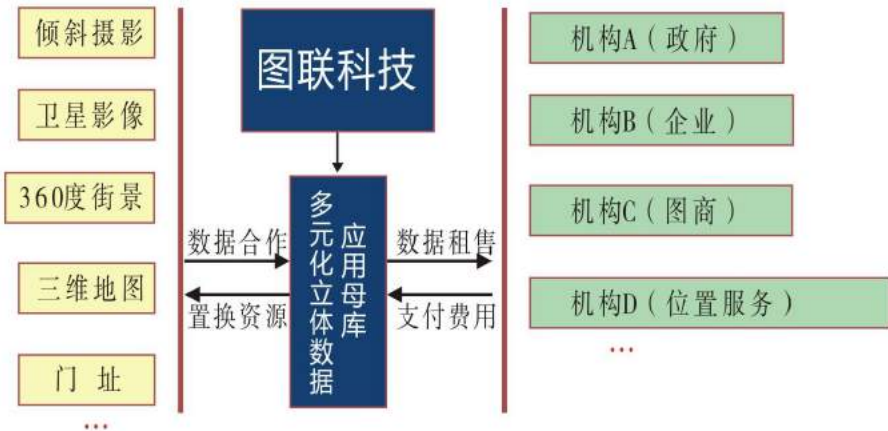 倾斜摄影
卫星影像
360度街景
三维地图
门 址
...
图联科技
多元化立体数据
应用母库
数据合作
置换资源
数据租售
支付费用
机构A（政府）
机构B（企业）
机构C（图商）
机构D（位置服务）
...